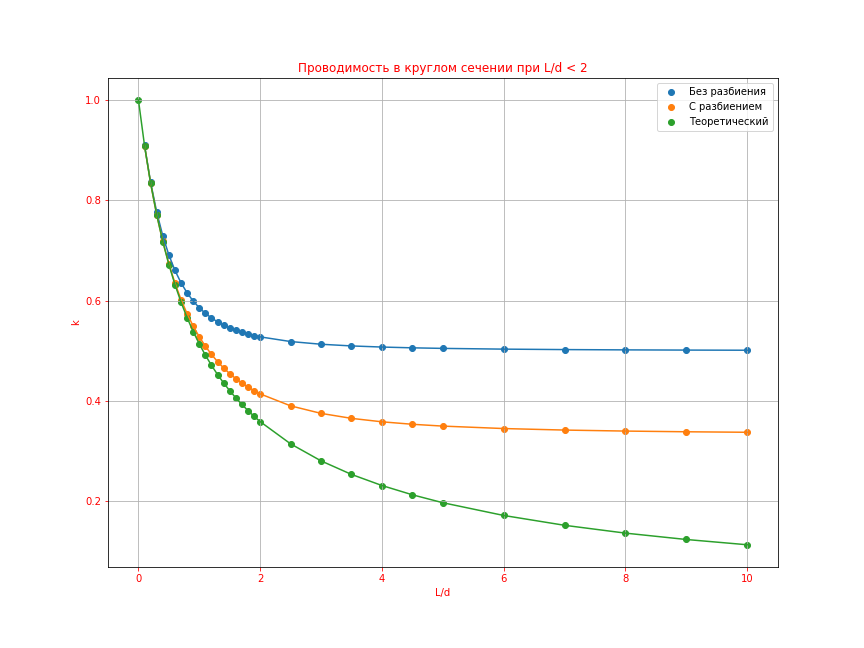 Проводимость в круглом сечении при L/d < 2
Без разбиения
С разбиением
Теоретический
1.0
0.8
0.6
0.4
0.2
k
0 2 4 6 8 10
L/d